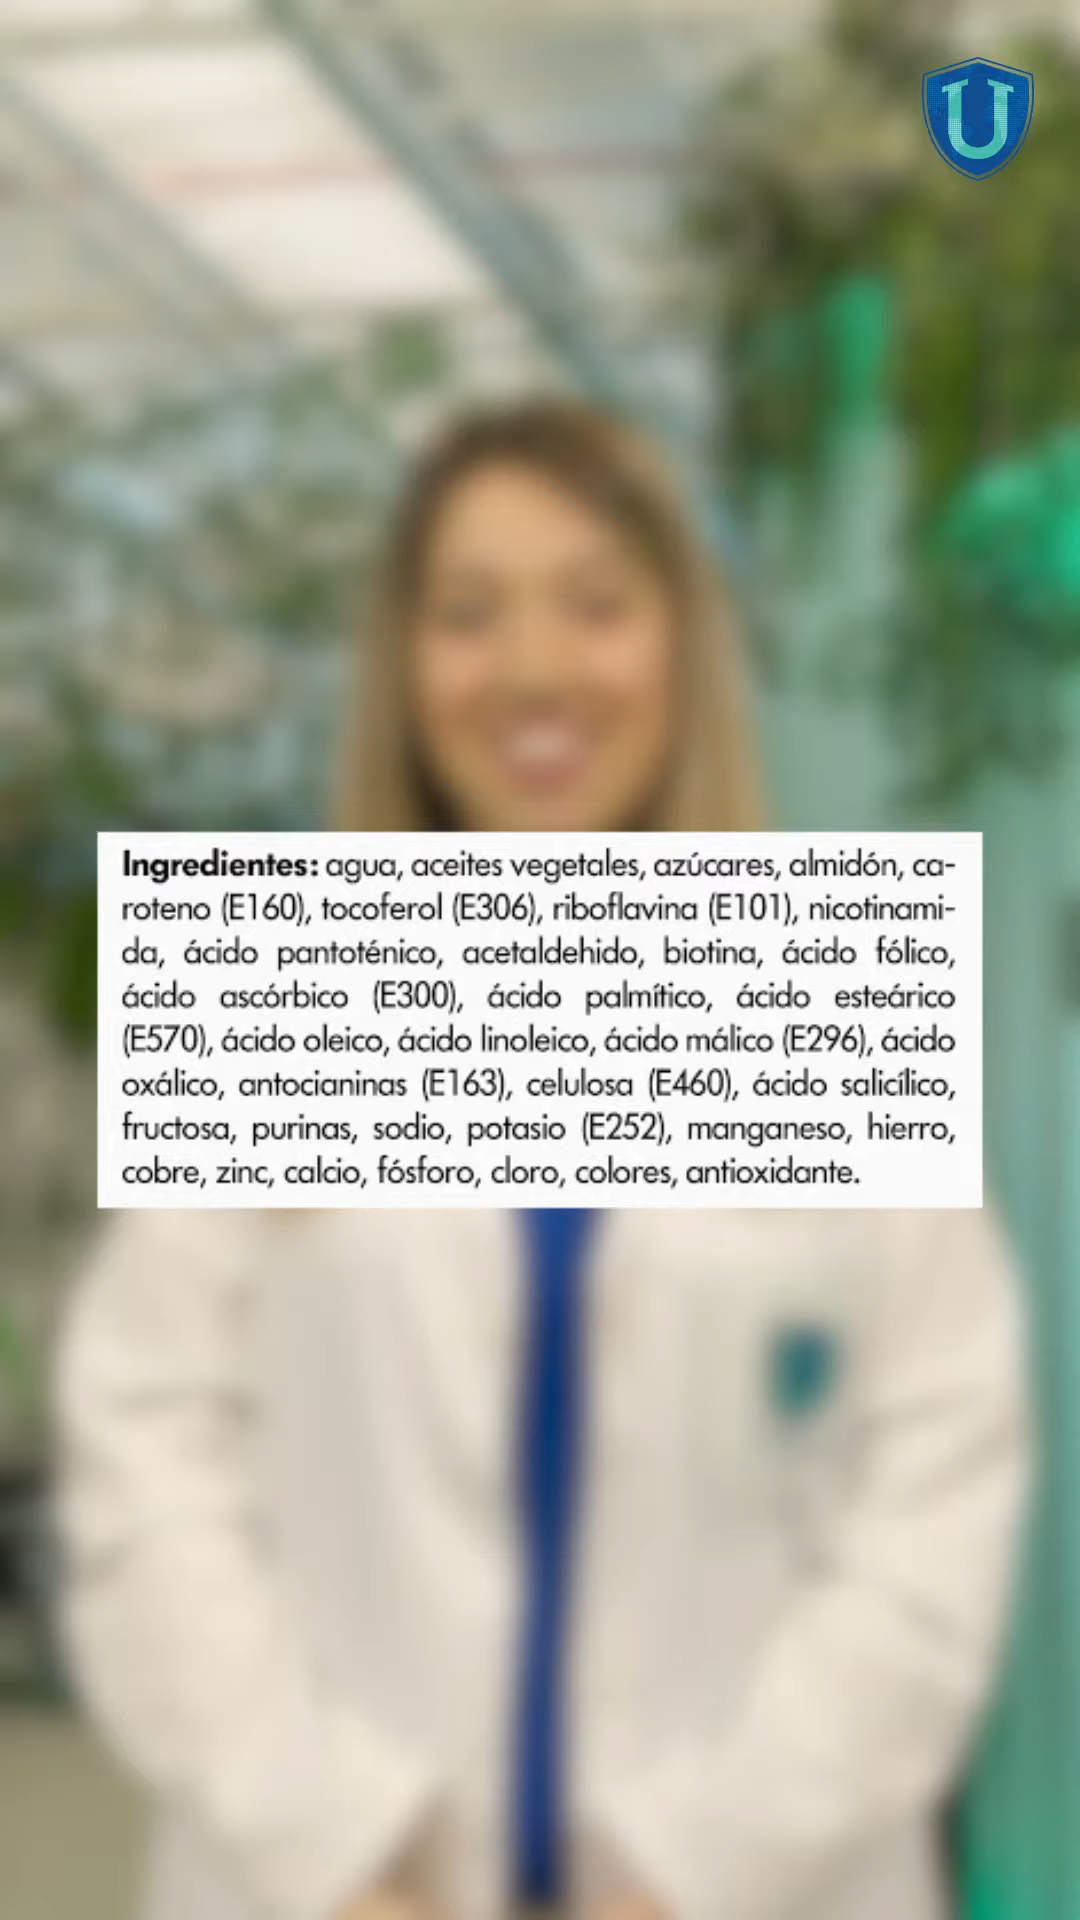 U
Ingredientes: agua, aceites vegetales, azúcares, almidón, ca-
roteno (E160), tocoferol (E306), riboflavina (E101), nicotinami-
da, ácido pantoténico, acetaldehido, biotina, ácido fólico,
ácido ascórbico (E300), ácido palmítico, ácido esteárico
(E570), ácido oleico, ácido linoleico, ácido málico (E296), ácido
oxálico, antocianinas (E163), celulosa (E460), ácido salicílico,
fructosa, purinas, sodio, potasio (E252), manganeso, hierro,
cobre, zinc, calcio, fósforo, cloro, colores, antioxidante.